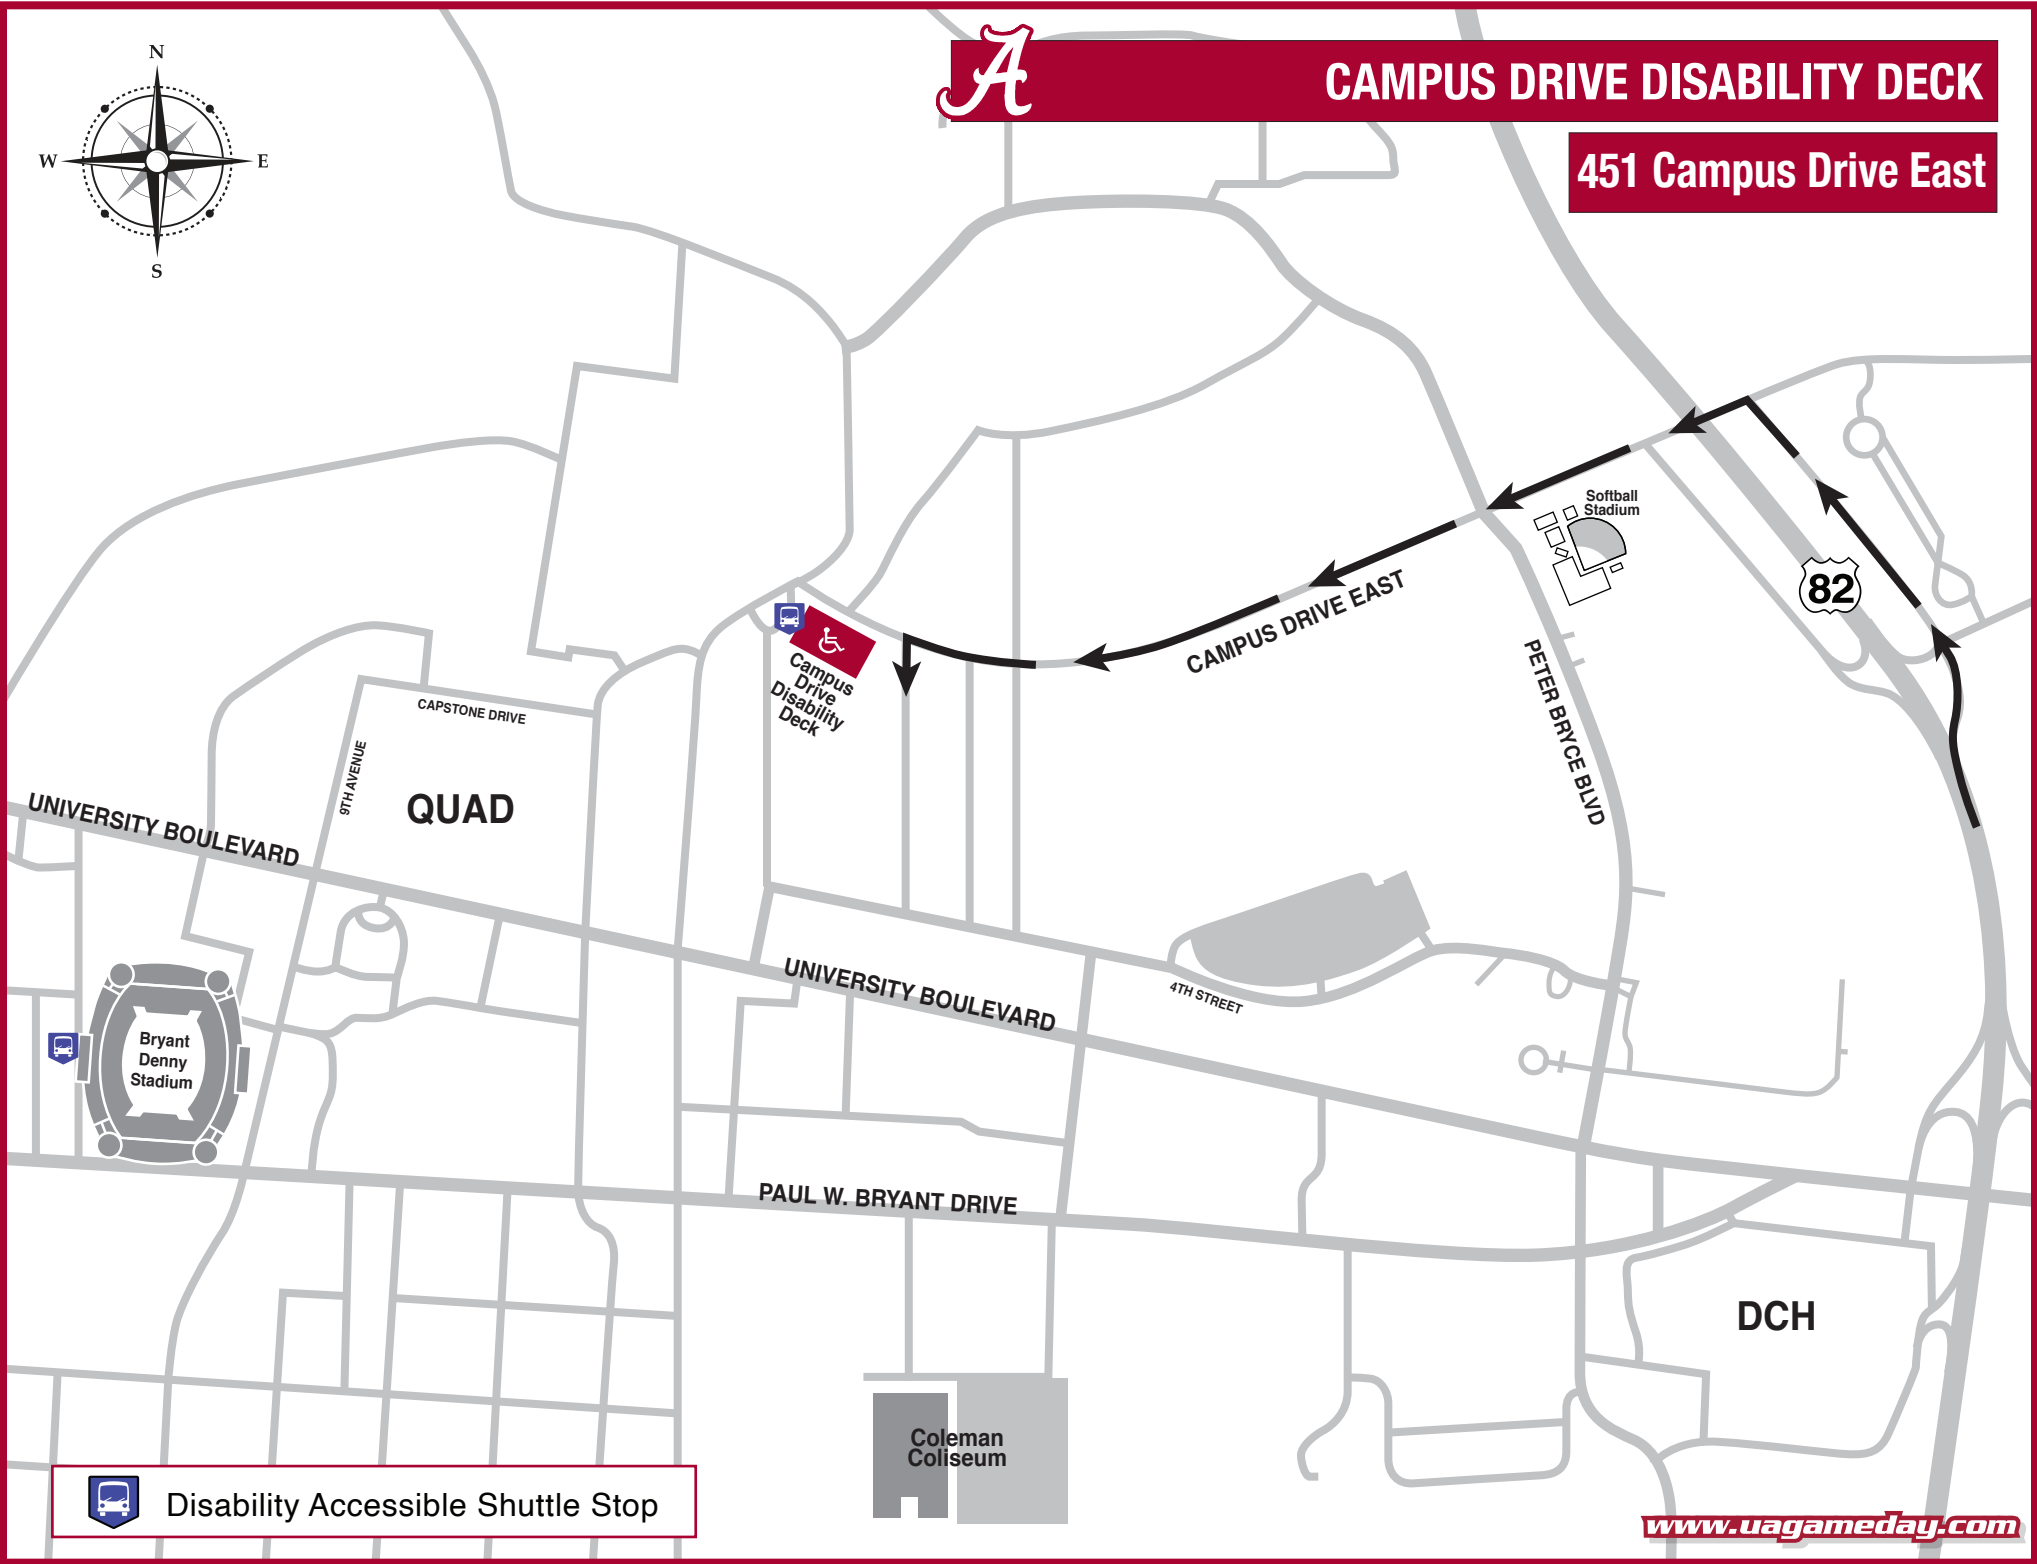 N
W
E
S
A
CAMPUS DRIVE DISABILITY DECK
451 Campus Drive East
Softball
Stadium
82
CAMPUS DRIVE EAST
PETER BRYCE BLVD
Campus
Drive
Disability
Deck
CAPSTONE DRIVE
9TH AVENUE
QUAD
UNIVERSITY BOULEVARD
UNIVERSITY BOULEVARD
4TH STREET
Bryant
Denny
Stadium
PAUL W. BRYANT DRIVE
DCH
Coleman
Coliseum
Disability Accessible Shuttle Stop
www.uagameday.com